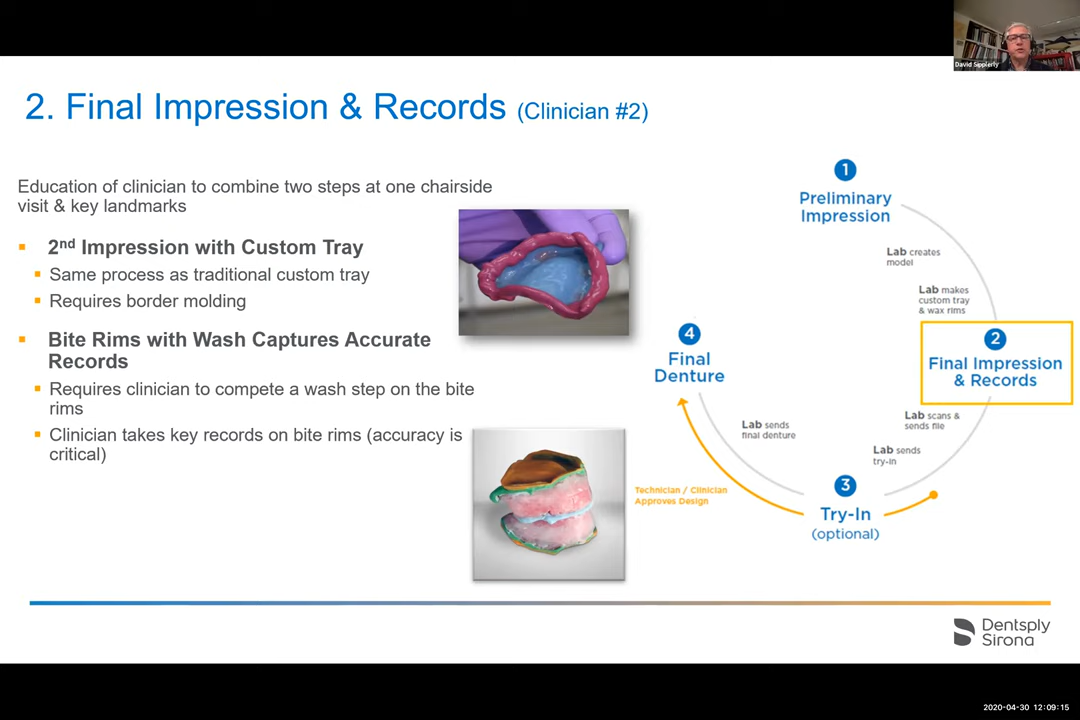 David Sipplerly
2. Final Impression & Records (Clinician #2)
Education of clinician to combine two steps at one chairside
visit & key landmarks
2nd Impression with Custom Tray
Same process as traditional custom tray
Requires border molding
Bite Rims with Wash Captures Accurate
Records
Requires clinician to compete a wash step on the bite
rims
Clinician takes key records on bite rims (accuracy is
critical)
1
Preliminary
Impression
Lab creates
model
Lab makes
custom tray
& wax rims
2
Final Impression
& Records
Lab scans &
sends file
Lab sends
try-in
3
Try-In
(optional)
Technician / Clinician
Approves Design
Lab sends
final denture
4
Final
Denture
Dentsply
Sirona
2020-04-30 12:09:15